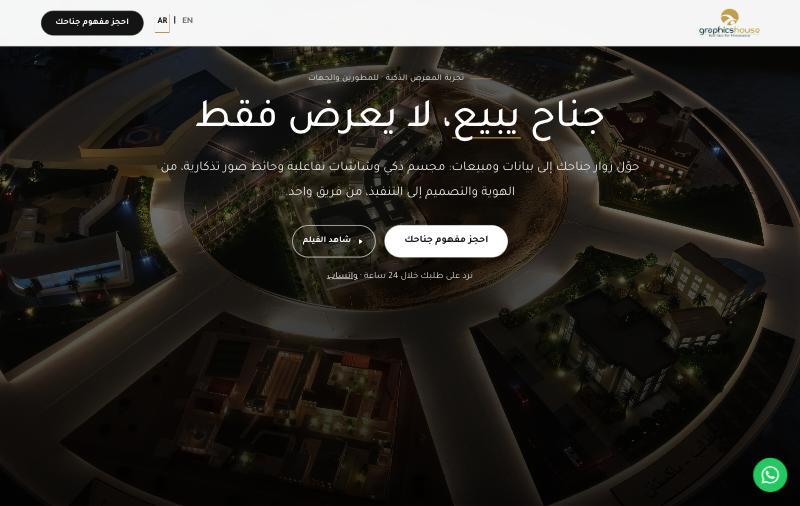 graphicshouse
AR | EN
احجز مفهوم جناحك
تجربة المعرض الذكية · للمطورين والجهات
جناح يبيع، لا يعرض فقط
حوّل زوار جناحك إلى بيانات ومبيعات: مجسم ذكي وشاشات تفاعلية وحائط صور تذكارية، من
الهوية والتصميم إلى التنفيذ، من فريق واحد.
احجز مفهوم جناحك
شاهد الفيلم
نرد على طلبك خلال 24 ساعة · واتساب